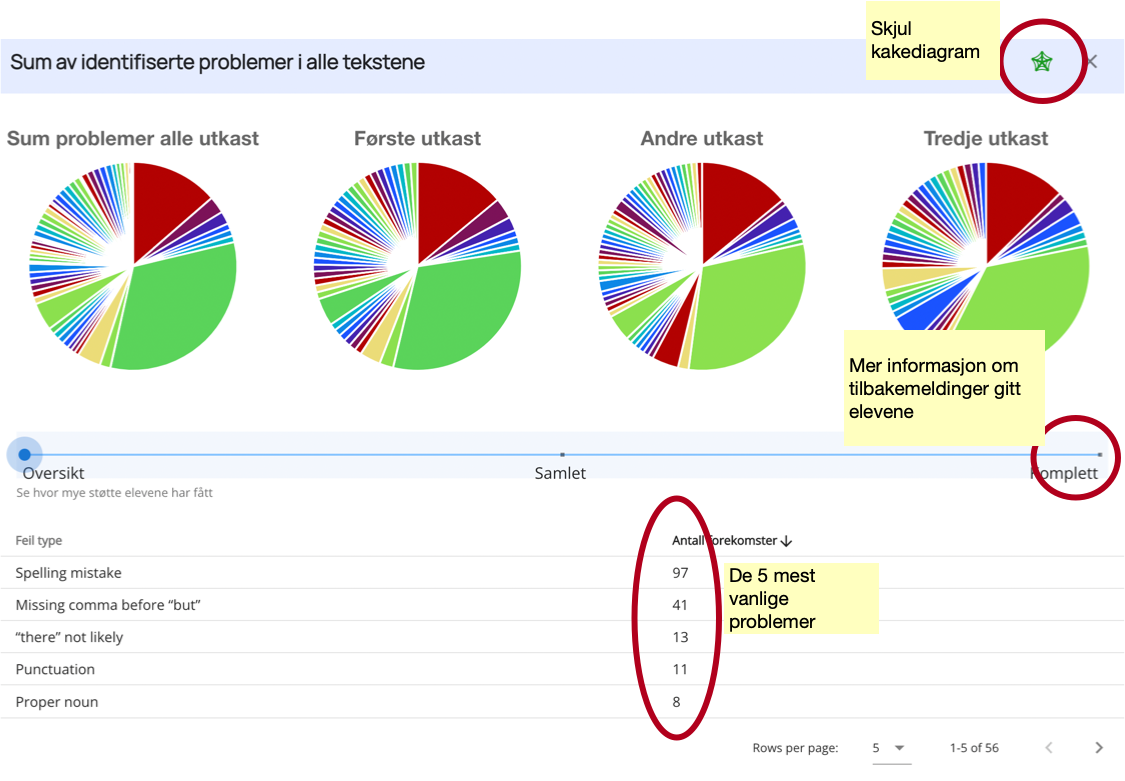 Skjul
kakediagram
Sum av identifiserte problemer i alle tekstene
Sum problemer alle utkast
Første utkast
Andre utkast
Tredje utkast
Mer informasjon om
tilbakemeldinger gitt
elevene
Oversikt
Samlet
Komplett
Se hvor mye støtte elevene har fått
Feil type
Antall forekomster
Spelling mistake
97
De 5 mest
vanlige
problemer
Missing comma before “but”
41
“there” not likely
13
Punctuation
11
Proper noun
8
Rows per page:
5
1-5 of 56